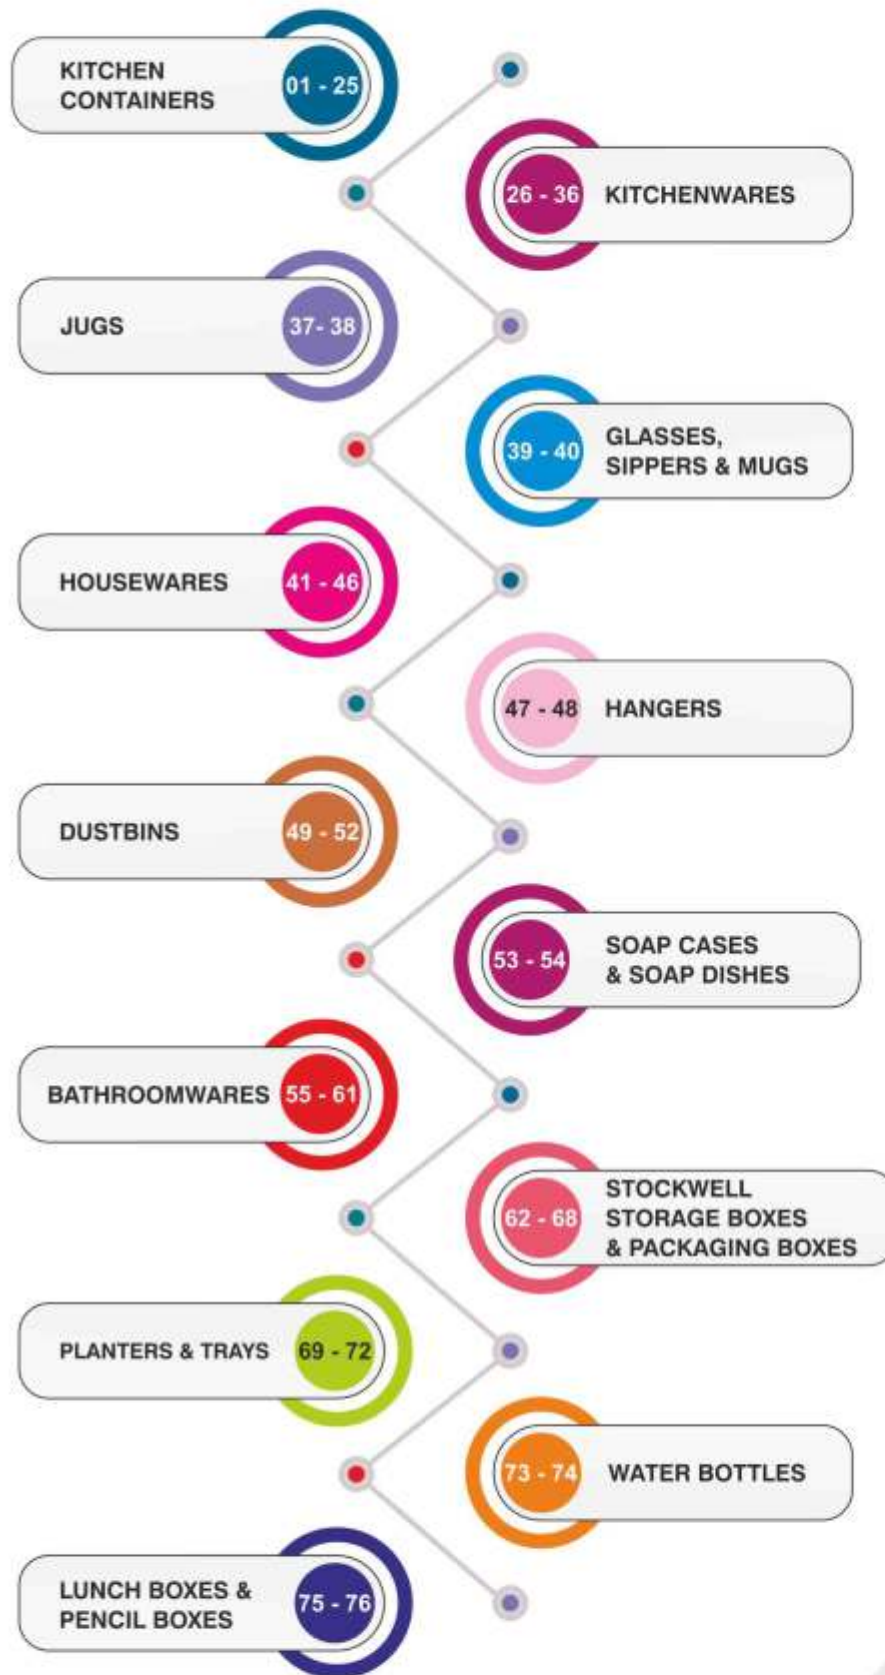 KITCHEN
CONTAINERS
01 - 25
26 - 36
KITCHENWARES
JUGS
37- 38
39 - 40
GLASSES,
SIPPERS & MUGS
HOUSEWARES
41 - 46
47 - 48
HANGERS
DUSTBINS
49 - 52
53 - 54
SOAP CASES
& SOAP DISHES
BATHROOMWARES
55 - 61
62 - 68
STOCKWELL
STORAGE BOXES
& PACKAGING BOXES
PLANTERS & TRAYS
69 - 72
73 - 74
WATER BOTTLES
LUNCH BOXES &
PENCIL BOXES
75 - 76